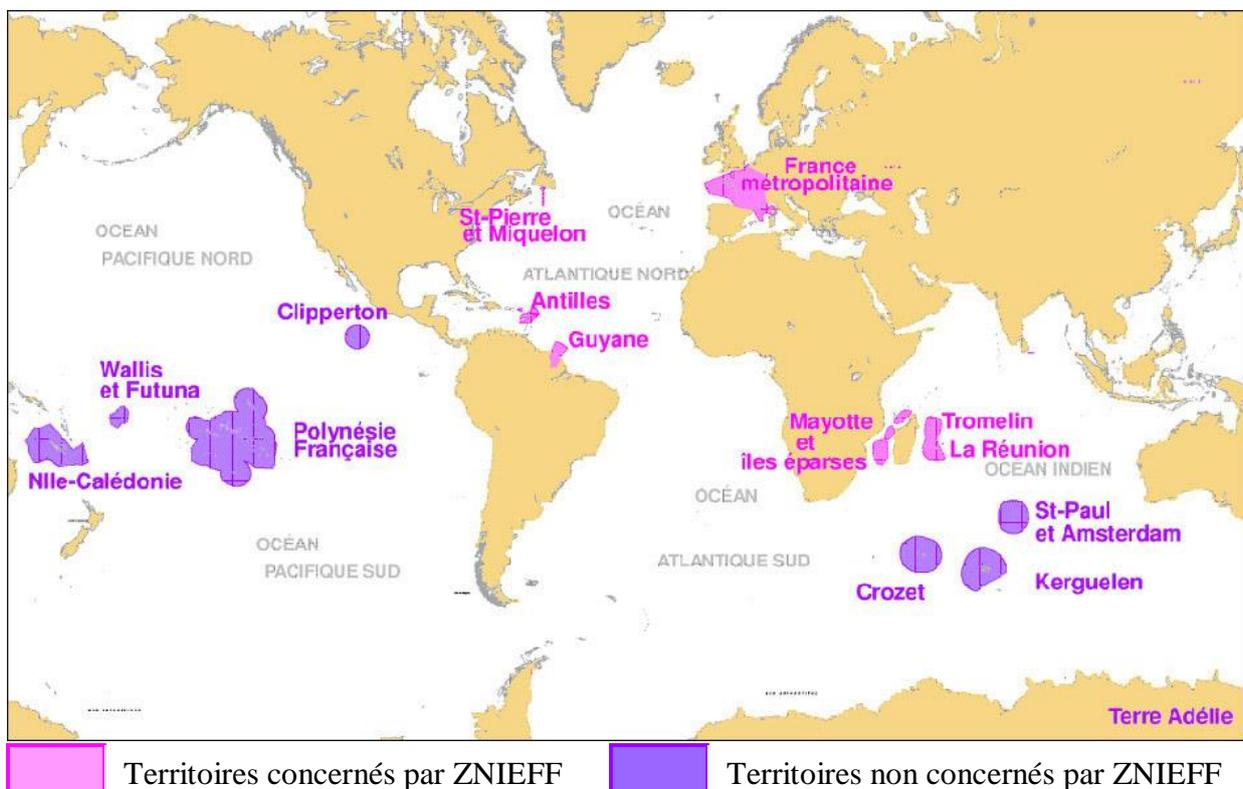 France
métropolitaine
St-Pierre
et Miquelon
OCÉAN
ATLANTIQUE NORD
OCEAN
PACIFIQUE NORD
Antilles
Clipperton
Guyane
Wallis
et Futuna
Polynésie
Française
Nlle-Calédonie
Mayotte
et
îles éparses
Tromelin
La Réunion
OCEAN INDIEN
OCÉAN
ATLANTIQUE SUD
St-Paul
et Amsterdam
OCÉAN
PACIFIQUE SUD
Crozet
Kerguelen
Terre Adélie
Territoires concernés par ZNIEFF
Territoires non concernés par ZNIEFF